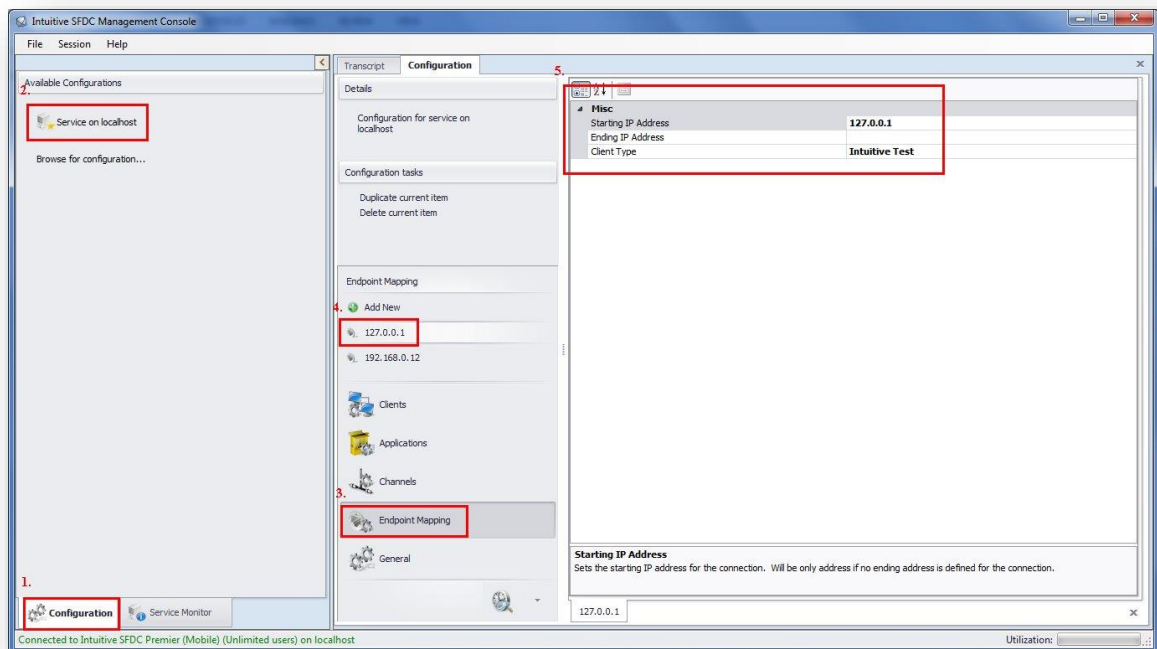 Intuitive SFDC Management Console
File Session Help
Available Configurations
2.
Service on localhost
Browse for configuration...
1.
Configuration
Service Monitor
Transcript
Configuration
Details
Configuration for service on
localhost
Configuration tasks
Duplicate current item
Delete current item
Endpoint Mapping
Add New
4.
127.0.0.1
192.168.0.12
Clients
Applications
Channels
3.
Endpoint Mapping
General
5.
Misc
Starting IP Address 127.0.0.1
Ending IP Address
Client Type Intuitive Test
Starting IP Address
Sets the starting IP address for the connection. Will be only address if no ending address is defined for the connection.
127.0.0.1
Connected to Intuitive SFDC Premier (Mobile) (Unlimited users) on localhost
Utilization: